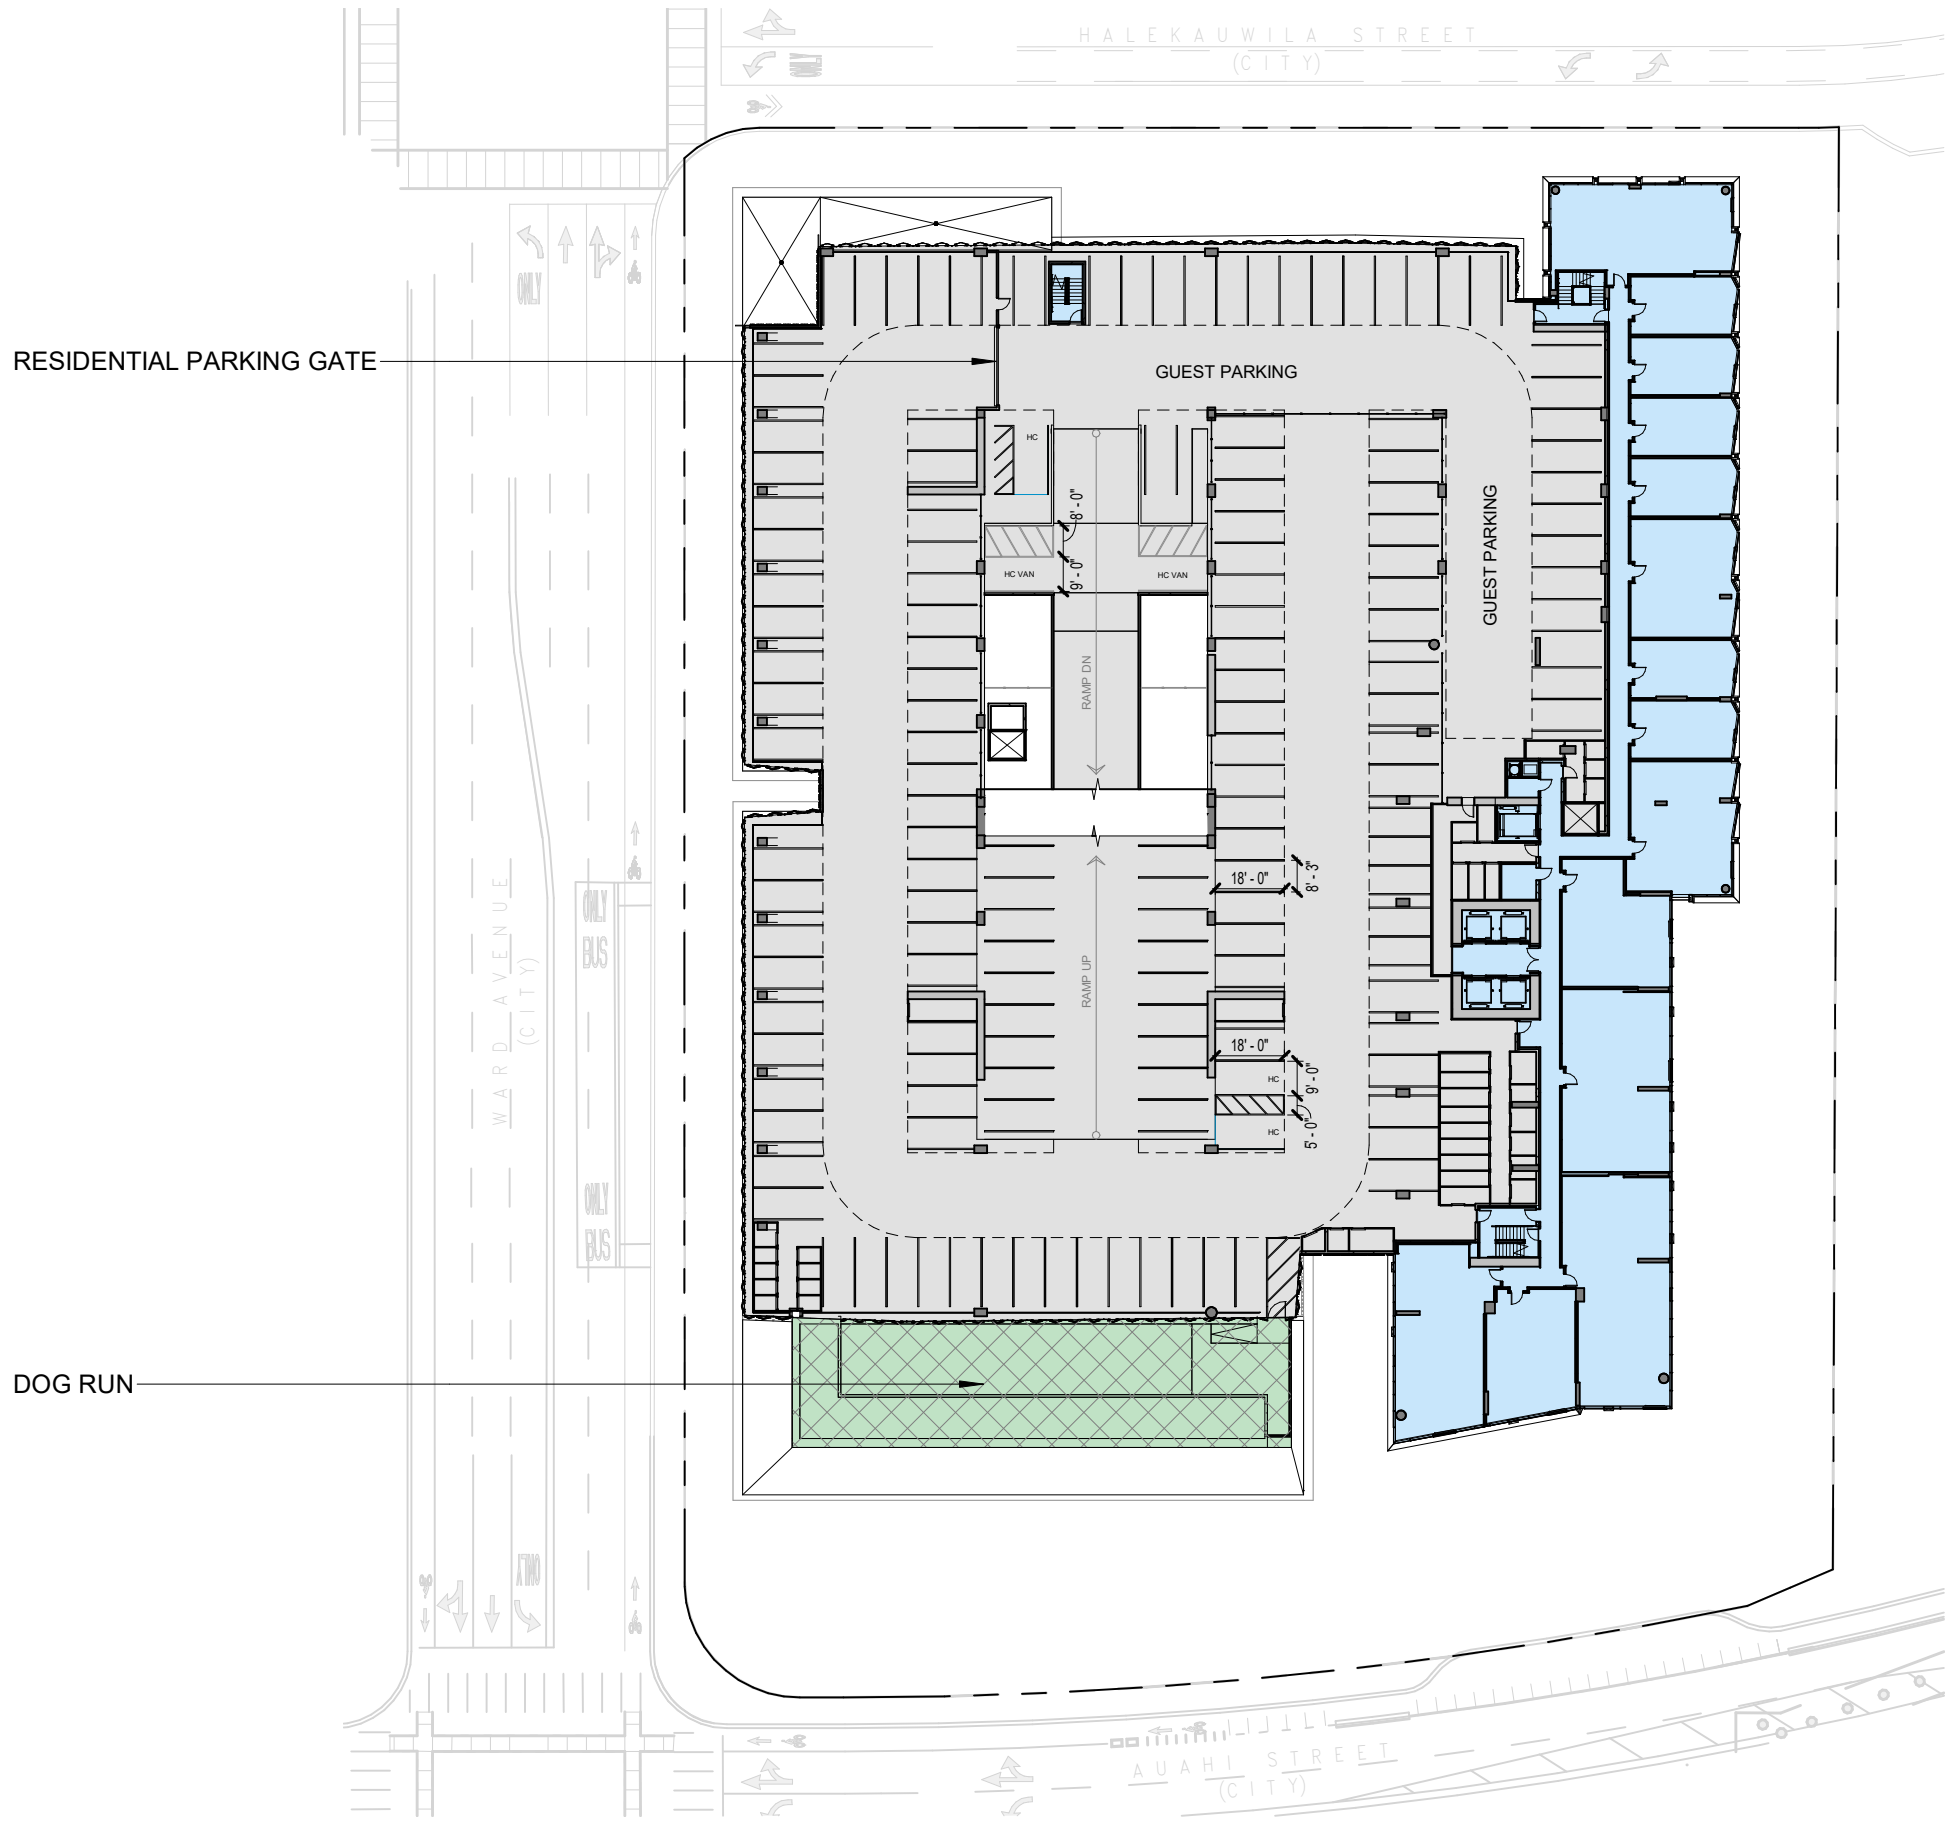 HALEKAUWILA STREET
(CITY)
ONLY
ONLY
RESIDENTIAL PARKING GATE
GUEST PARKING
HC
8' - 0"
9' - 0"
HC VAN
HC VAN
GUEST PARKING
RAMP DN
18' - 0"
8' - 3"
WARD AVENUE
(CITY)
ONLY
BUS
RAMP UP
18' - 0"
HC
9' - 0"
5' - 0"
HC
ONLY
BUS
DOG RUN
ONLY
AUAHI STREET
(CITY)